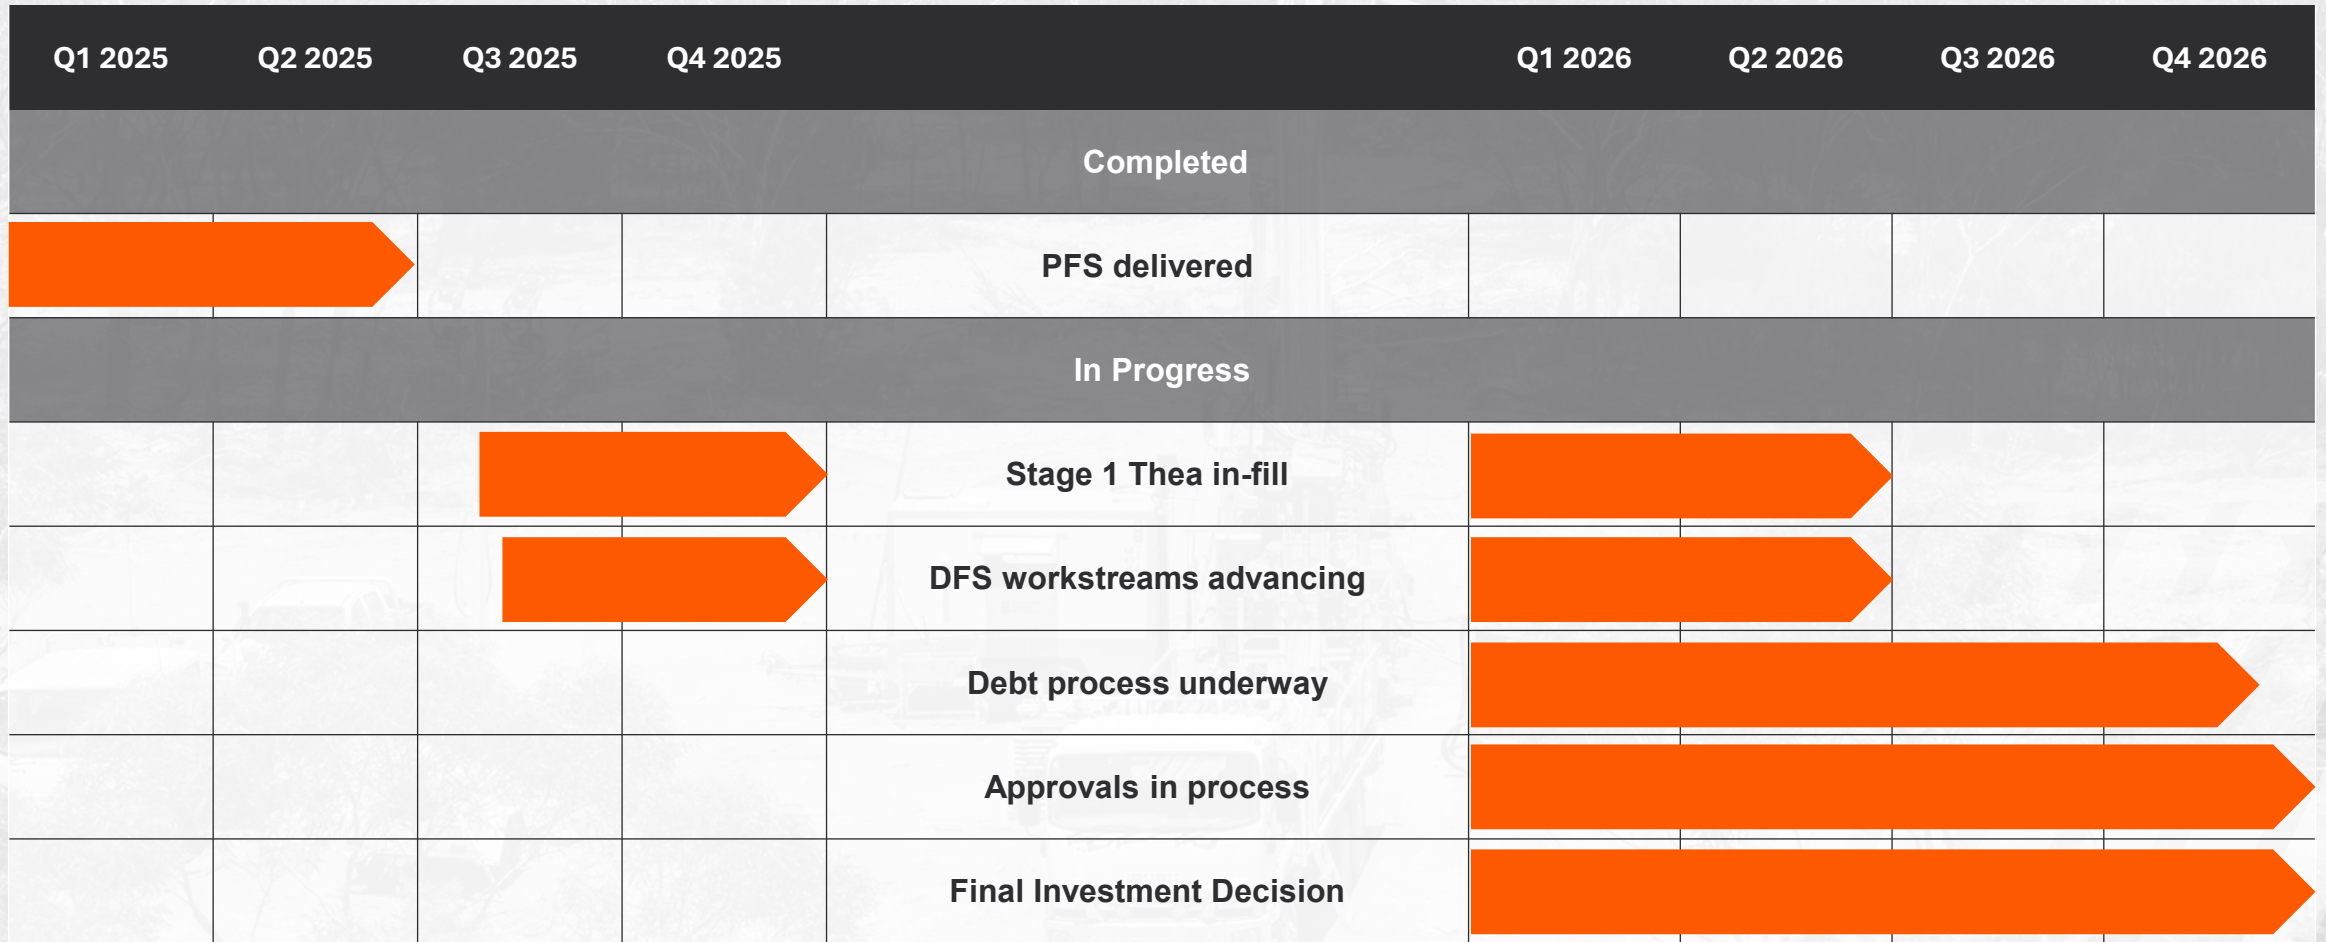 Q1 2025 Q2 2025 Q3 2025 Q4 2025 Q1 2026 Q2 2026 Q3 2026 Q4 2026
Completed
PFS delivered
In Progress
Stage 1 Thea in-fill
DFS workstreams advancing
Debt process underway
Approvals in process
Final Investment Decision